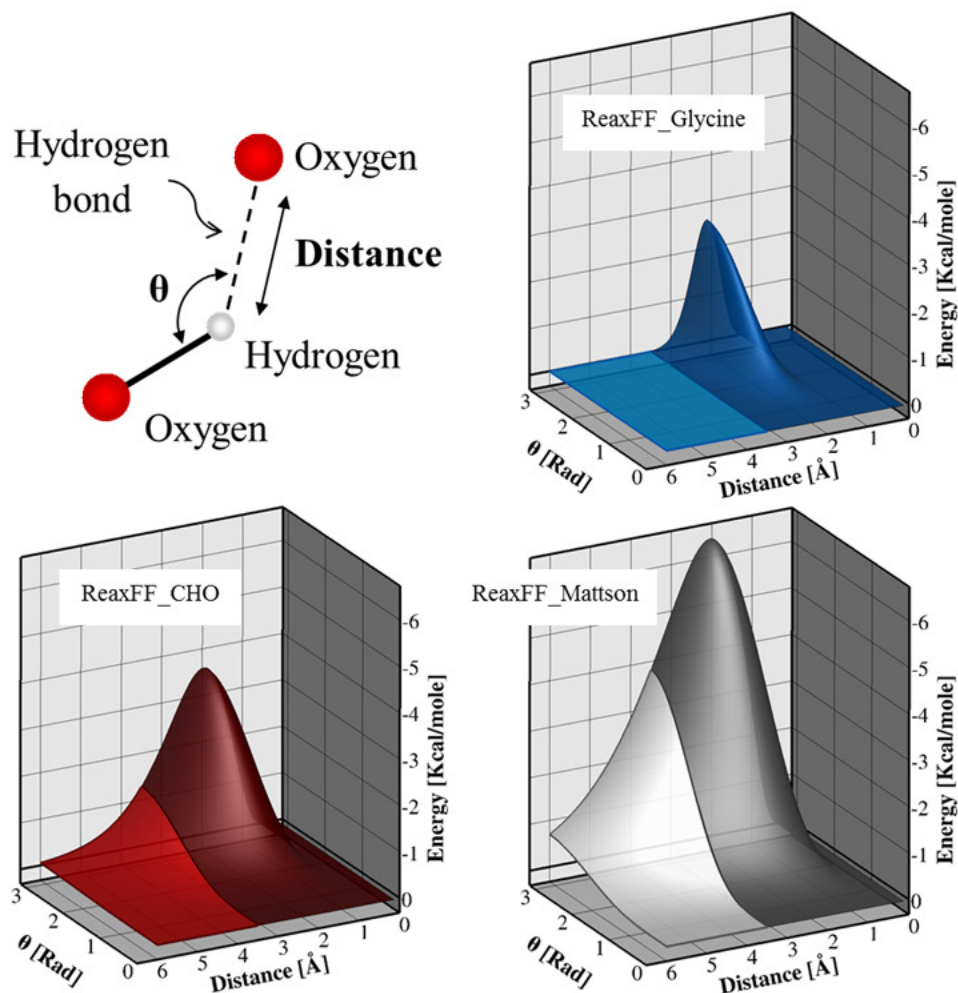 Hydrogen
bond
Oxygen
Distance
θ
Hydrogen
Oxygen
ReaxFF_Glycine
-6
-5
-4
-3
-2
-1
0
Energy [Kcal/mole]
3
2
1
0
θ [Rad]
6
5
4
3
2
1
0
Distance [Å]
ReaxFF_CHO
-6
-5
-4
-3
-2
-1
0
Energy [Kcal/mole]
3
2
1
0
θ [Rad]
6
5
4
3
2
1
0
Distance [Å]
ReaxFF_Mattson
-6
-5
-4
-3
-2
-1
0
Energy [Kcal/mole]
3
2
1
0
θ [Rad]
6
5
4
3
2
1
0
Distance [Å]